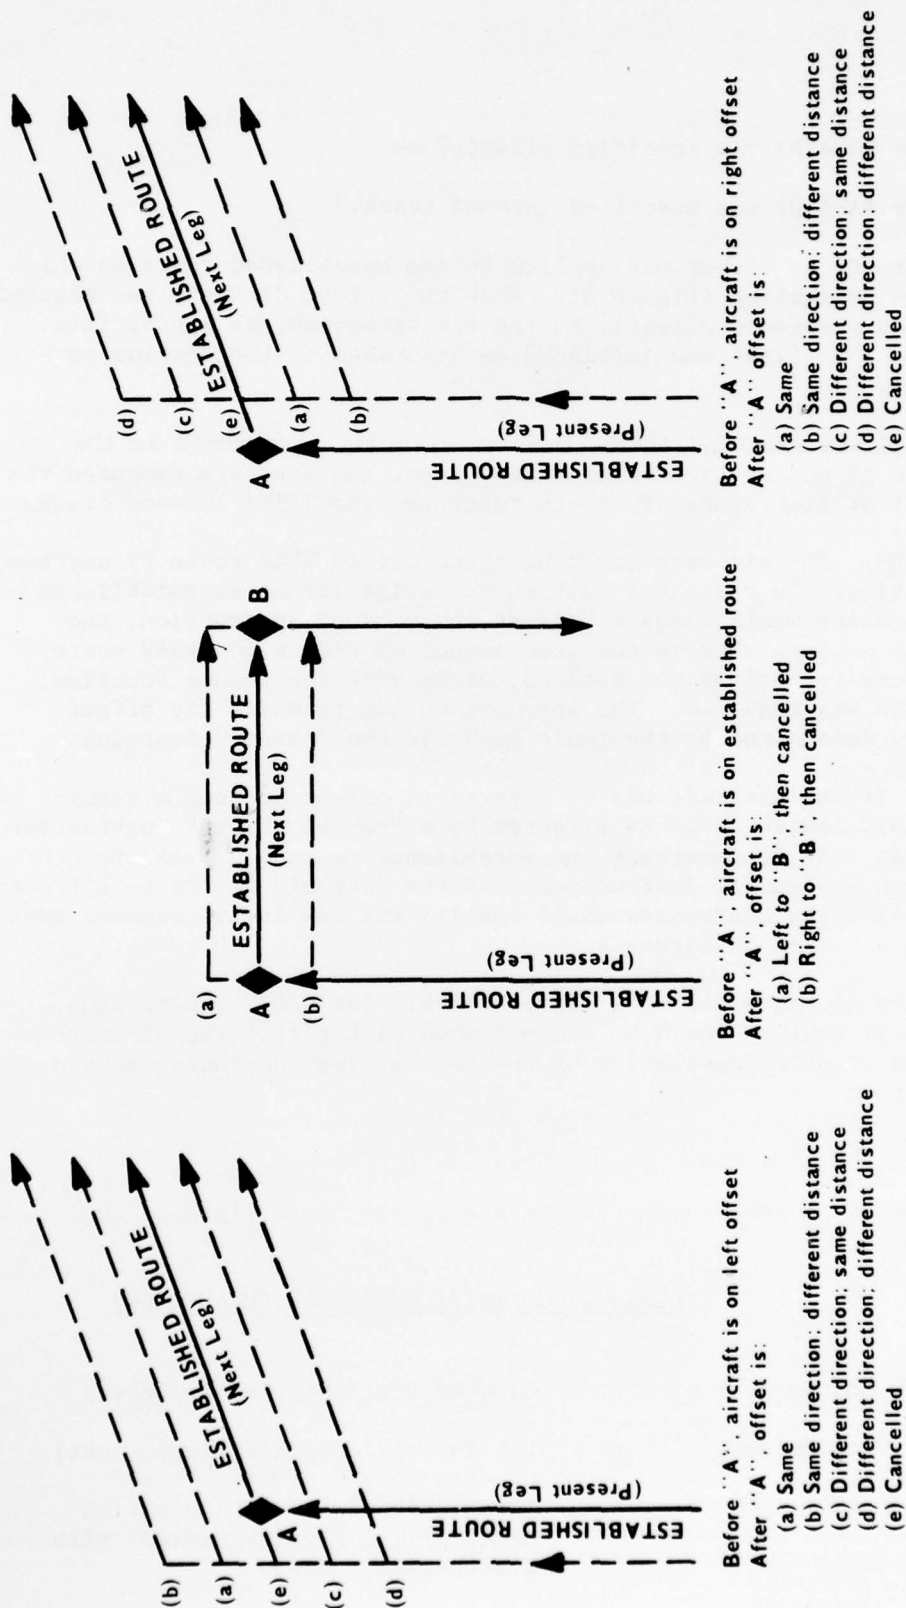 (b)
(a)
(e)
(c)
(d)
A
ESTABLISHED ROUTE
(Next Leg)
ESTABLISHED ROUTE
(Present Leg)
Before "A", aircraft is on left offset
After "A" offset is:
(a) Same
(b) Same direction; different distance
(c) Different direction; same distance
(d) Different direction; different distance
(e) Cancelled
(a)
A
(b)
B
ESTABLISHED ROUTE
(Next Leg)
ESTABLISHED ROUTE
(Present Leg)
Before "A", aircraft is on established route
After "A", offset is:
(a) Left to "B", then cancelled
(b) Right to "B", then cancelled
(d)
(c)
(e)
(a)
(b)
A
ESTABLISHED ROUTE
(Next Leg)
ESTABLISHED ROUTE
(Present Leg)
Before "A", aircraft is on right offset
After "A" offset is:
(a) Same
(b) Same direction different distance
(c) Different direction same distance
(d) Different direction different distance
(e) Cancelled